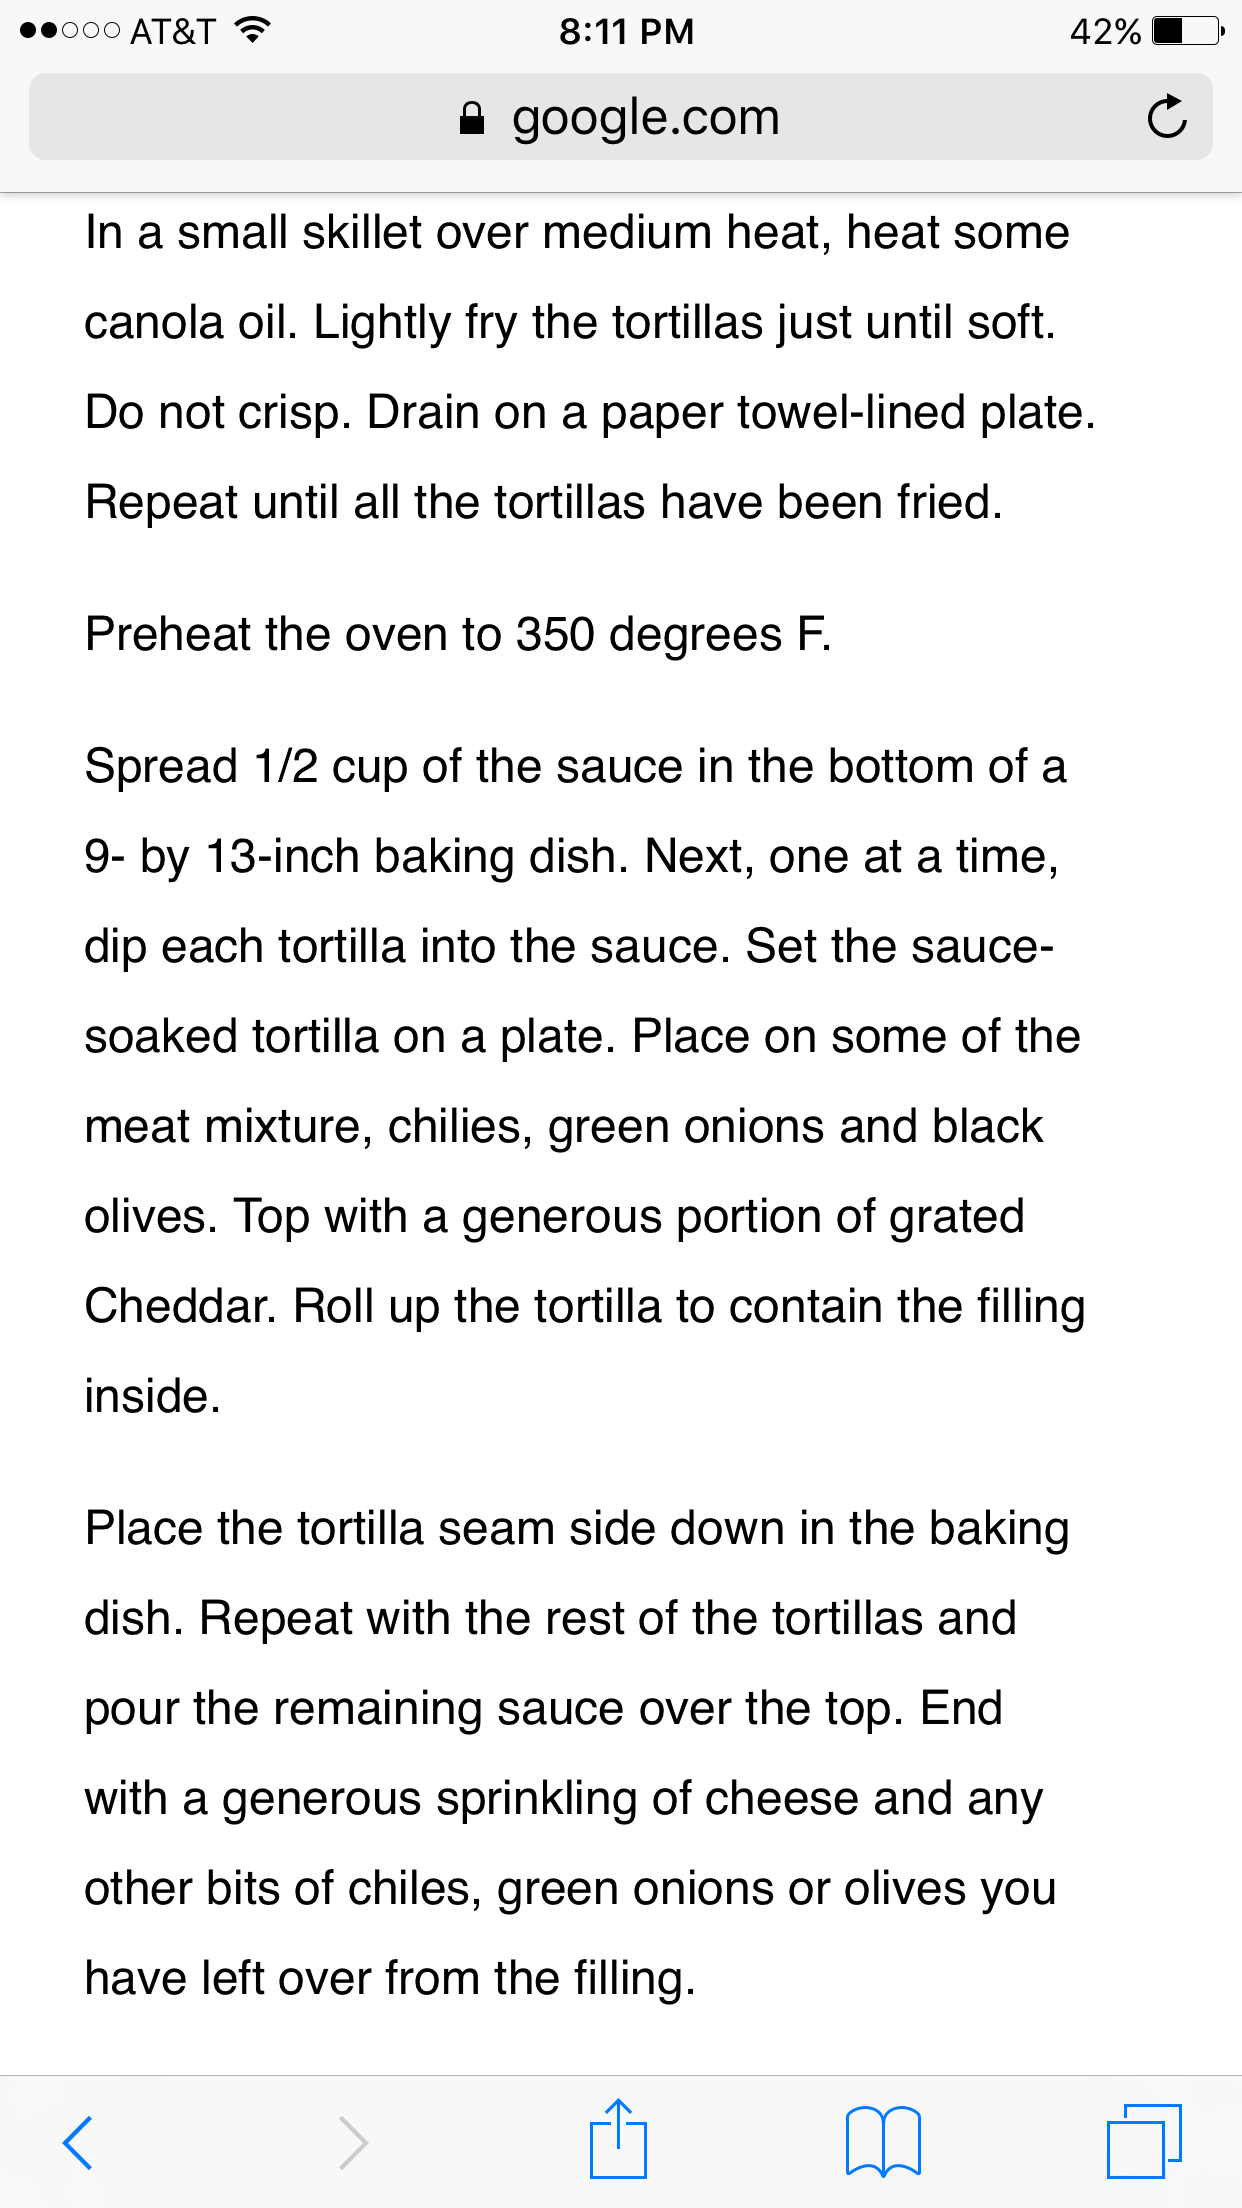 AT&T 8:11 PM 42%
google.com
In a small skillet over medium heat, heat some
canola oil. Lightly fry the tortillas just until soft.
Do not crisp. Drain on a paper towel-lined plate.
Repeat until all the tortillas have been fried.
Preheat the oven to 350 degrees F.
Spread 1/2 cup of the sauce in the bottom of a
9- by 13-inch baking dish. Next, one at a time,
dip each tortilla into the sauce. Set the sauce-
soaked tortilla on a plate. Place on some of the
meat mixture, chilies, green onions and black
olives. Top with a generous portion of grated
Cheddar. Roll up the tortilla to contain the filling
inside.
Place the tortilla seam side down in the baking
dish. Repeat with the rest of the tortillas and
pour the remaining sauce over the top. End
with a generous sprinkling of cheese and any
other bits of chiles, green onions or olives you
have left over from the filling.